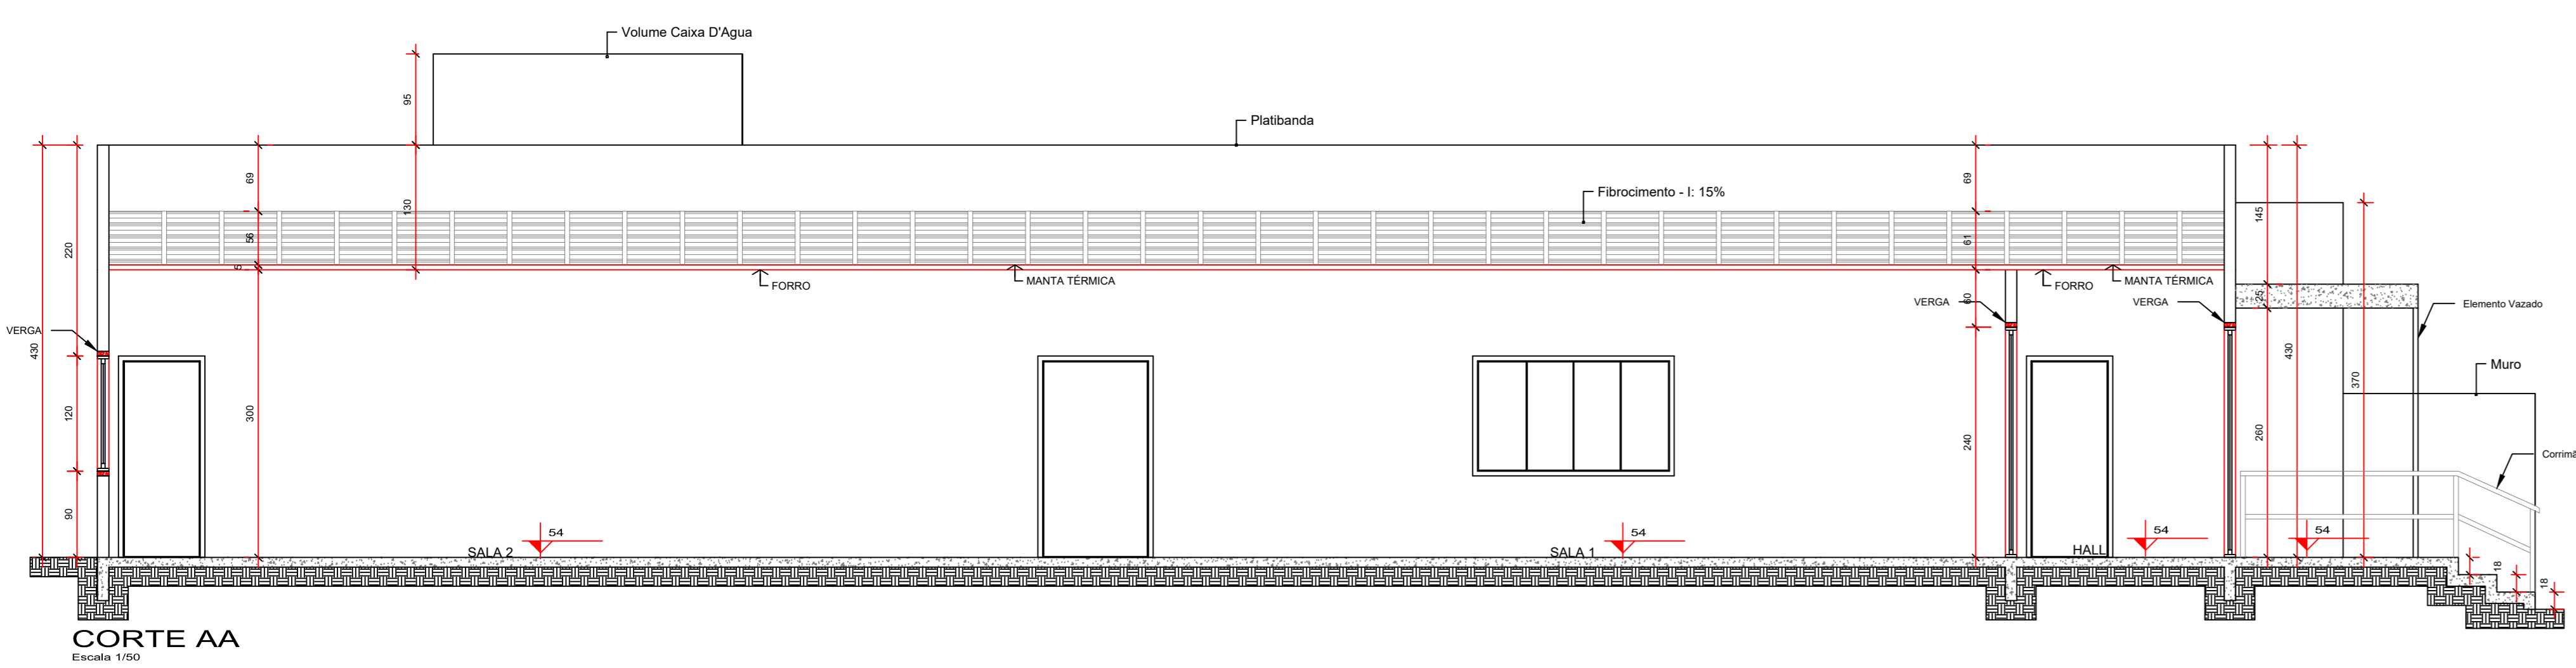 Volume Caixa D'Agua
95
Platibanda
69
69
Fibrocimento - I: 15%
130
145
220
56
61
5
FORRO
MANTA TÉRMICA
FORRO
MANTA TÉRMICA
25
VERGA
60
VERGA
Elemento Vazado
VERGA
430
430
Muro
370
120
300
240
260
Corrimã
90
54
54
54
54
SALA 2
SALA 1
HALL
18
18
CORTE AA
Escala 1/50